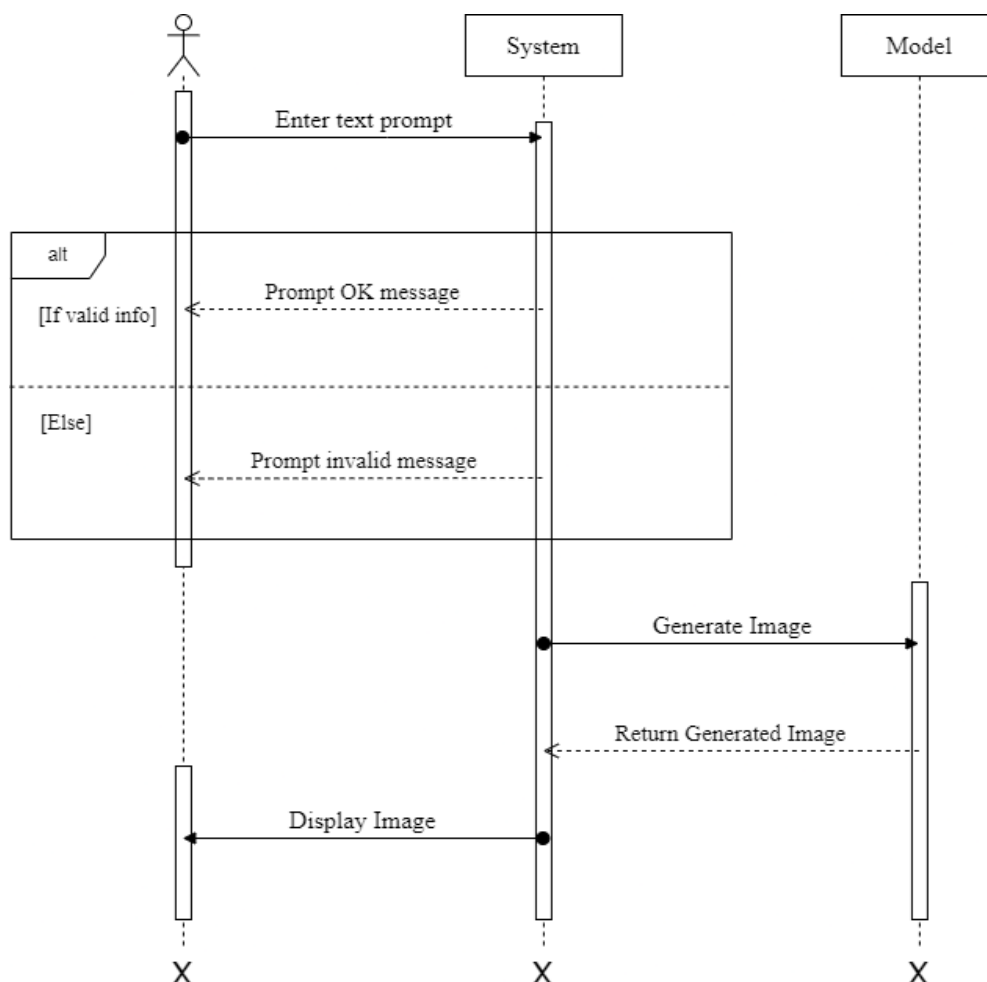 System
Model
Enter text prompt
alt
Prompt OK message
[If valid info]
[Else]
Prompt invalid message
Generate Image
Return Generated Image
Display Image
X
X
X